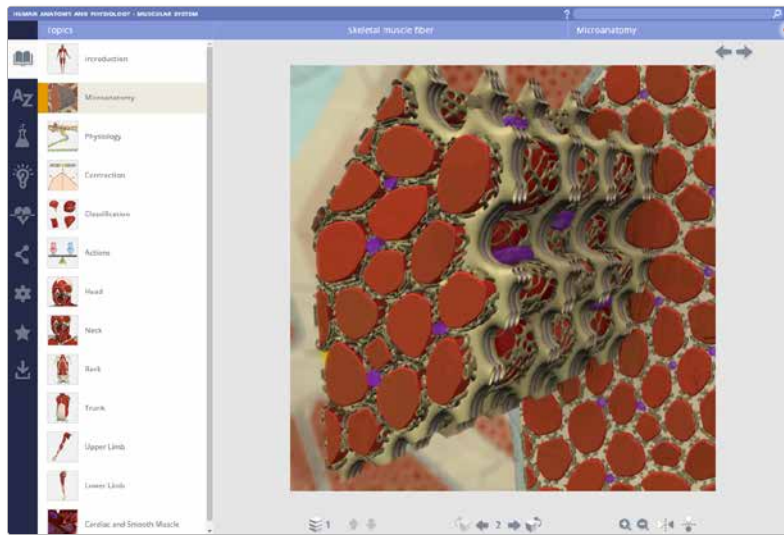 HUMAN ANATOMY AND PHYSIOLOGY - MUSCULAR SYSTEM
?
Topics
Skeletal muscle fiber
Microanatomy
Introduction
AZ
Microanatomy
Physiology
Contraction
Classification
Actions
Head
Neck
Back
Trunk
Upper Limb
Lower Limb
Cardiac and Smooth Muscle
1
2